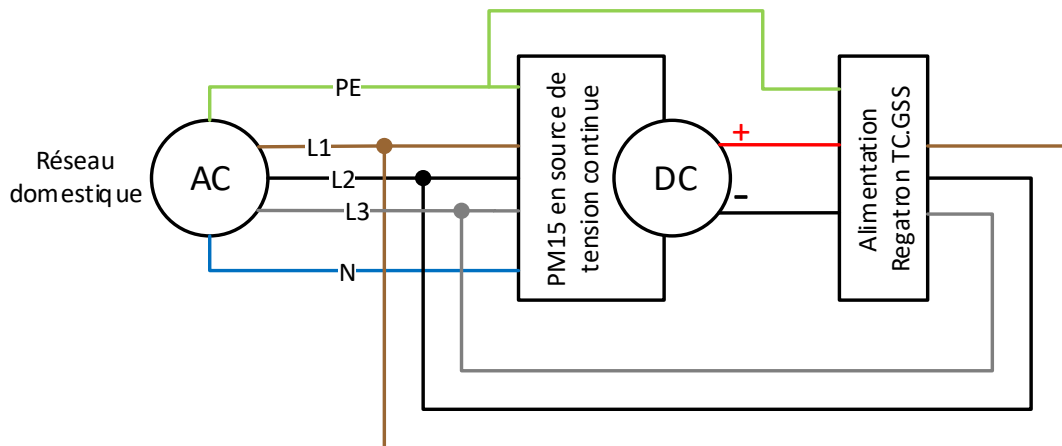 PE
L1
L2
L3
N
Réseau
domestique
AC
PM15 en source de
tension continue
DC
+
-
Alimentation
Regatron TC.GSS